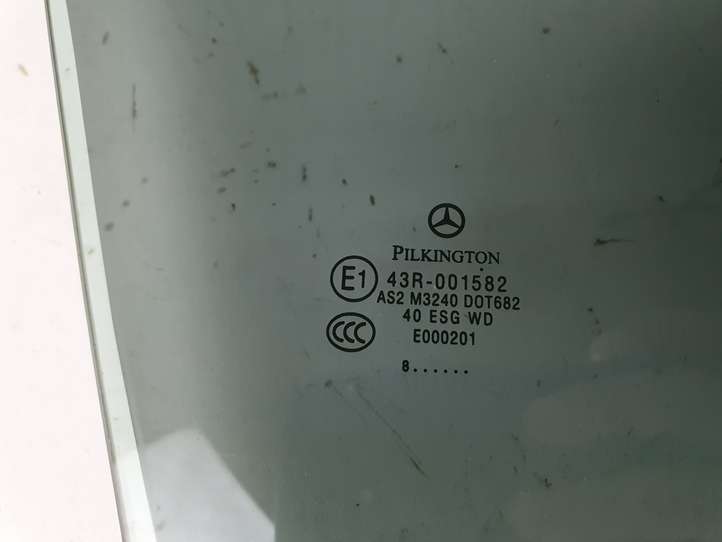 PILKINGTON
E1 43R-001582
AS2 M3240 DOT682
40 ESG WD
CCC E000201
8......